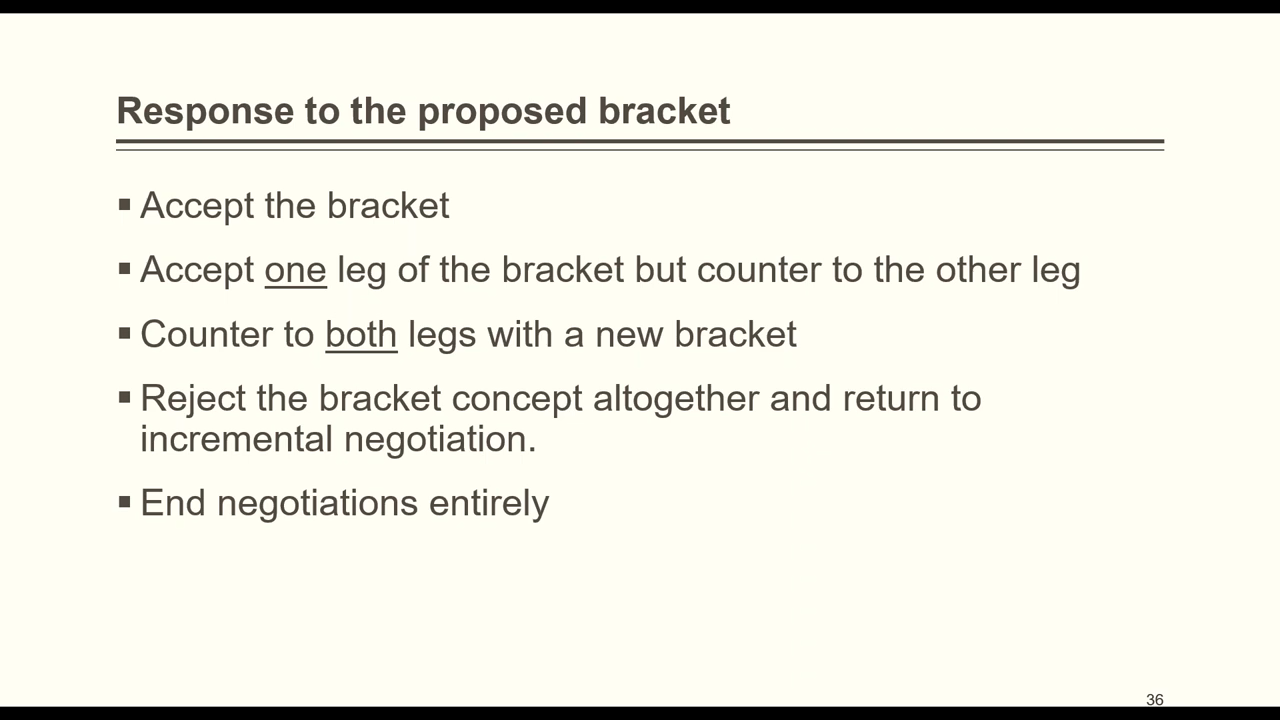 Response to the proposed bracket
▪ Accept the bracket
▪ Accept one leg of the bracket but counter to the other leg
▪ Counter to both legs with a new bracket
▪ Reject the bracket concept altogether and return to
incremental negotiation.
▪ End negotiations entirely
36